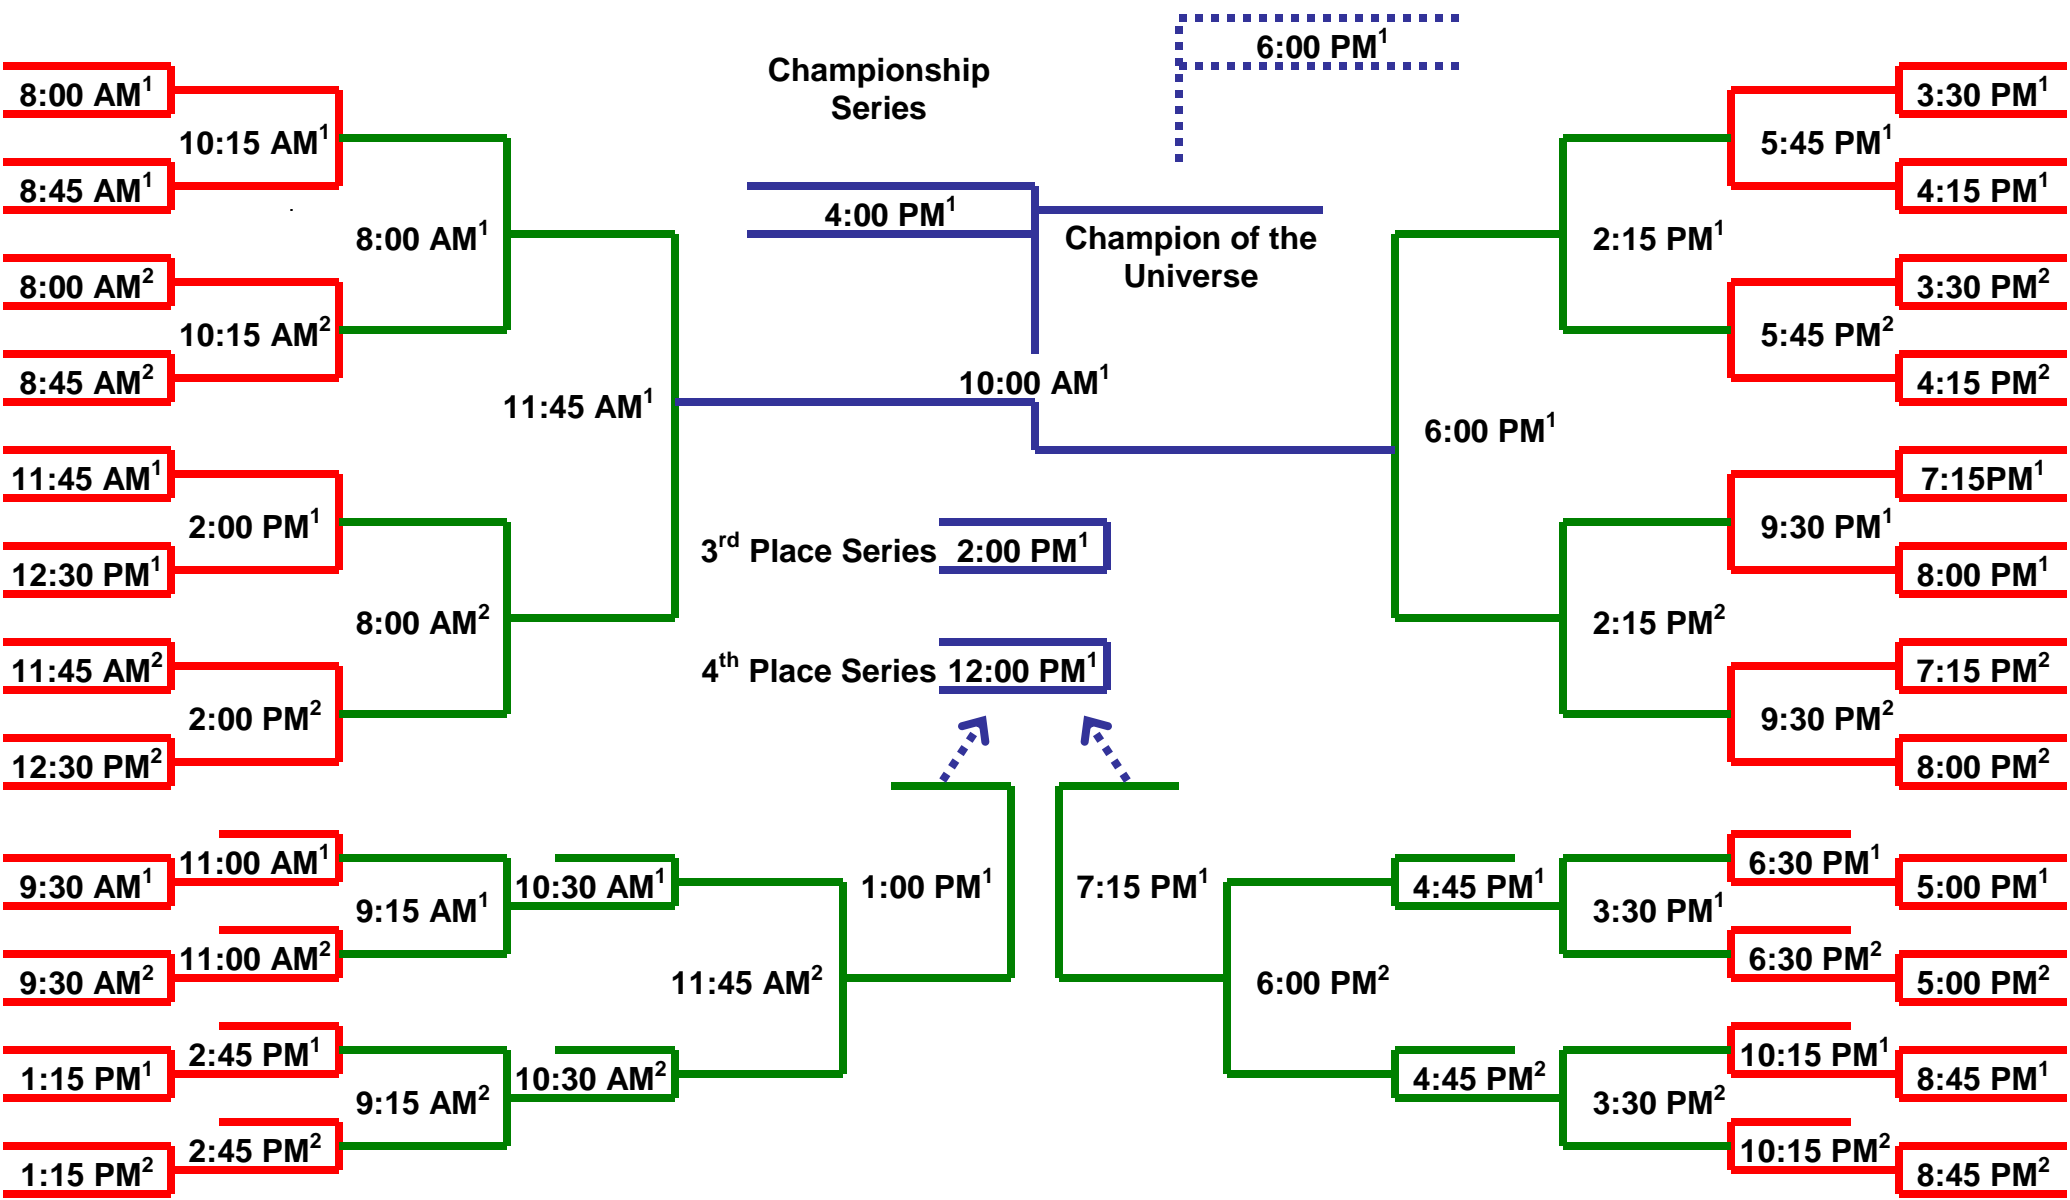 6:00 PM¹
Championship
Series
8:00 AM¹
3:30 PM¹
10:15 AM¹
5:45 PM¹
8:45 AM¹
4:15 PM¹
4:00 PM¹
8:00 AM¹
Champion of the
Universe
2:15 PM¹
8:00 AM²
3:30 PM²
10:15 AM²
5:45 PM²
8:45 AM²
10:00 AM¹
4:15 PM²
11:45 AM¹
6:00 PM¹
11:45 AM¹
7:15PM¹
2:00 PM¹
9:30 PM¹
3rd Place Series 2:00 PM¹
12:30 PM¹
8:00 PM¹
8:00 AM²
2:15 PM²
11:45 AM²
4th Place Series 12:00 PM¹
7:15 PM²
2:00 PM²
9:30 PM²
12:30 PM²
8:00 PM²
11:00 AM¹
6:30 PM¹
9:30 AM¹
10:30 AM¹
1:00 PM¹
7:15 PM¹
4:45 PM¹
5:00 PM¹
9:15 AM¹
3:30 PM¹
11:00 AM²
6:30 PM²
9:30 AM²
11:45 AM²
6:00 PM²
5:00 PM²
2:45 PM¹
10:15 PM¹
1:15 PM¹
10:30 AM²
4:45 PM²
8:45 PM¹
9:15 AM²
3:30 PM²
2:45 PM²
10:15 PM²
1:15 PM²
8:45 PM²